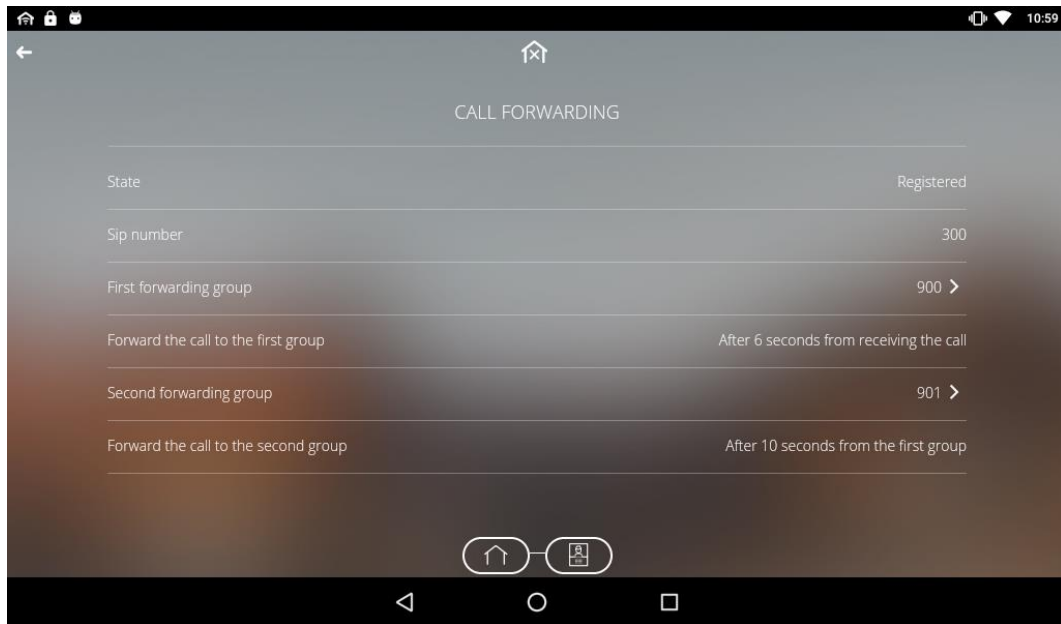 10:59
CALL FORWARDING
State Registered
Sip number 300
First forwarding group 900
Forward the call to the first group After 6 seconds from receiving the call
Second forwarding group 901
Forward the call to the second group After 10 seconds from the first group